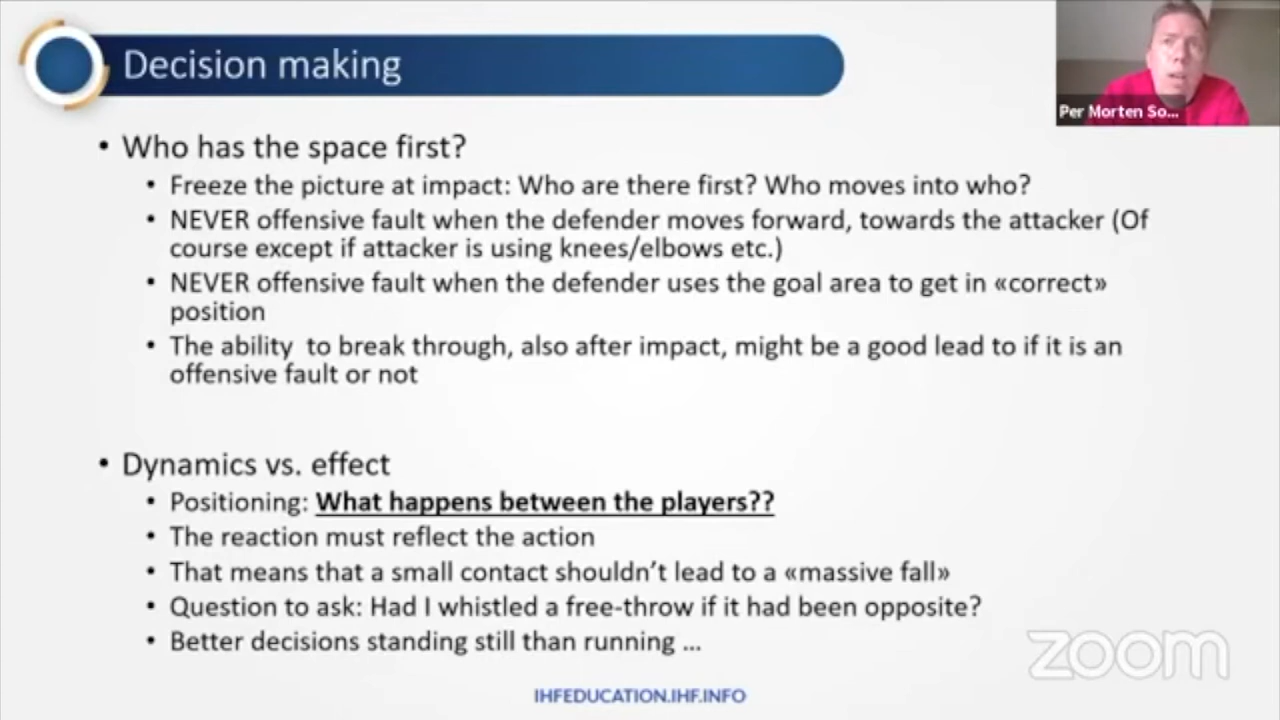 Decision making
Per Morten So...
• Who has the space first?
• Freeze the picture at impact: Who are there first? Who moves into who?
• NEVER offensive fault when the defender moves forward, towards the attacker (Of
course except if attacker is using knees/elbows etc.)
• NEVER offensive fault when the defender uses the goal area to get in «correct»
position
• The ability  to break through, also after impact, might be a good lead to if it is an
offensive fault or not
• Dynamics vs. effect
• Positioning: What happens between the players??
• The reaction must reflect the action
• That means that a small contact shouldn’t lead to a «massive fall»
• Question to ask: Had I whistled a free-throw if it had been opposite?
• Better decisions standing still than running ...
zoom
IHFEDUCATION.IHF.INFO